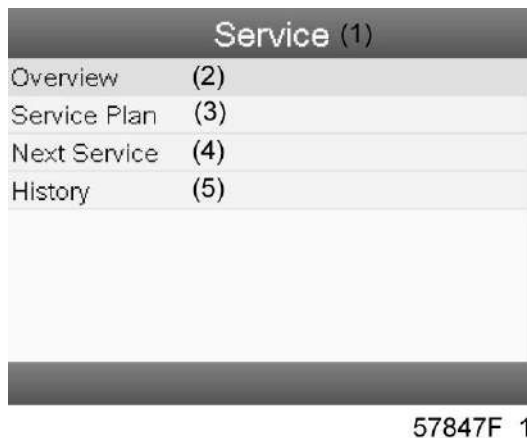 Service (1)
Overview (2)
Service Plan (3)
Next Service (4)
History (5)
57847F 1